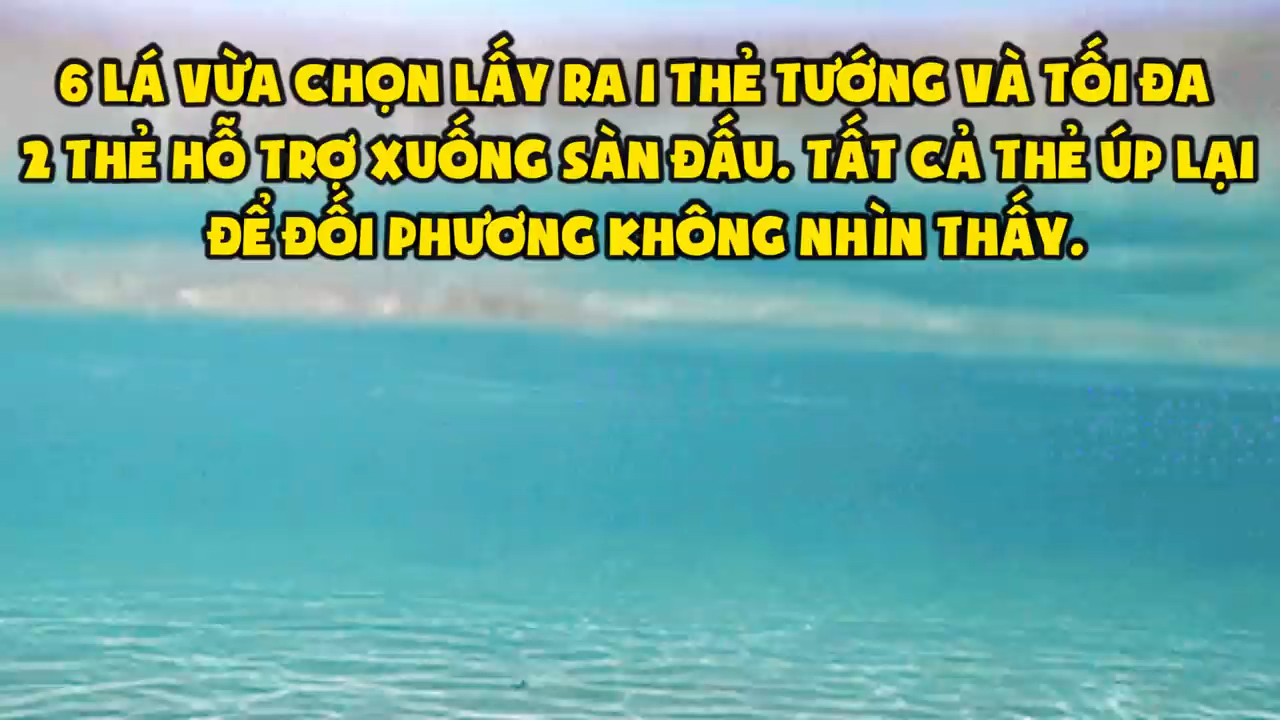 6 LÁ VỪA CHỌN LẤY RA 1 THẺ TƯỚNG VÀ TỐI ĐA
2 THẺ HỖ TRỢ XUỐNG SÀN ĐẤU. TẤT CẢ THẺ ÚP LẠI
ĐỂ ĐỐI PHƯƠNG KHÔNG NHÌN THẤY.